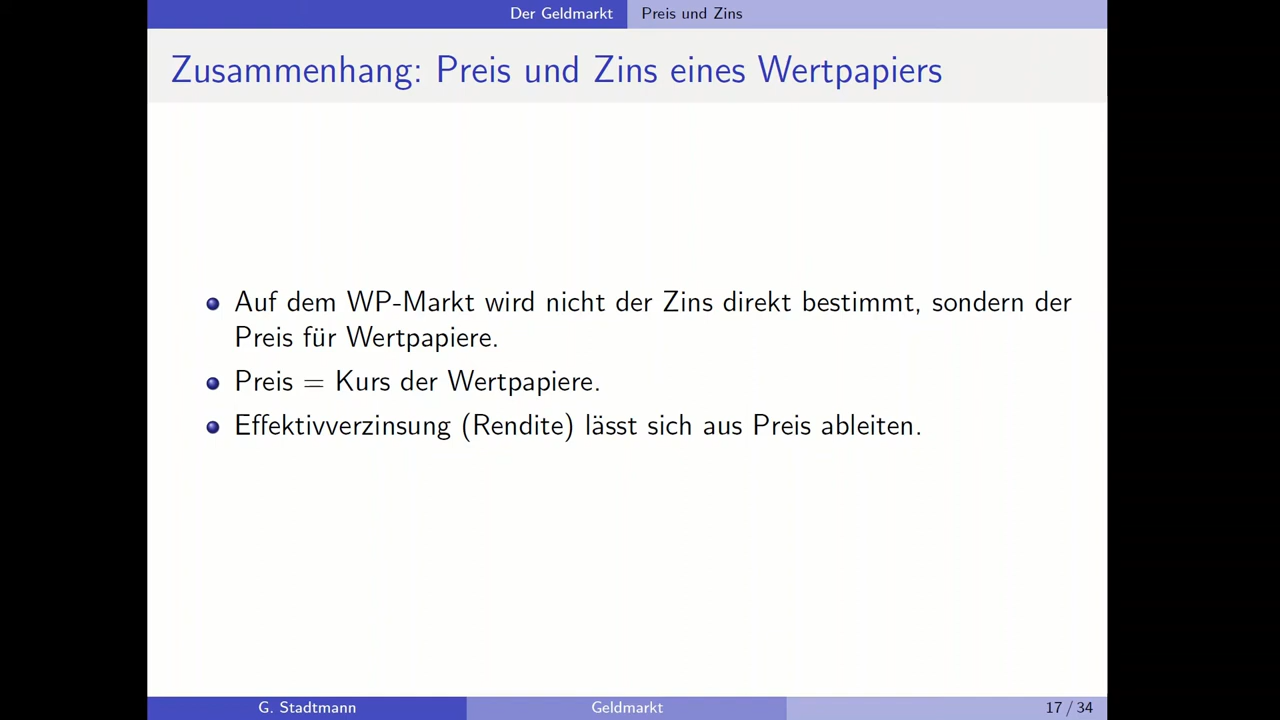 Der Geldmarkt Preis und Zins
Zusammenhang: Preis und Zins eines Wertpapiers
Auf dem WP-Markt wird nicht der Zins direkt bestimmt, sondern der
Preis für Wertpapiere.
Preis = Kurs der Wertpapiere.
Effektivverzinsung (Rendite) lässt sich aus Preis ableiten.
G. Stadtmann Geldmarkt 17 / 34